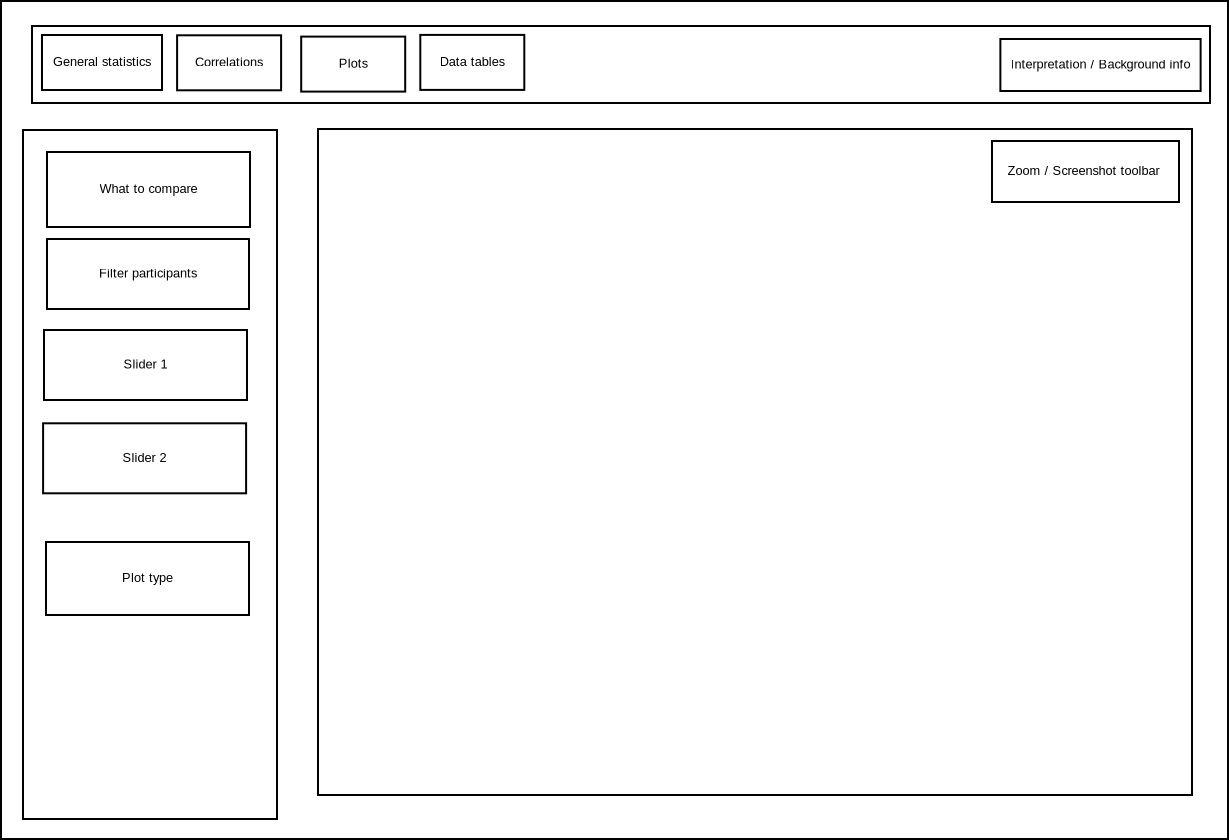 General statistics
Correlations
Plots
Data tables
Interpretation / Background info
What to compare
Filter participants
Slider 1
Slider 2
Plot type
Zoom / Screenshot toolbar